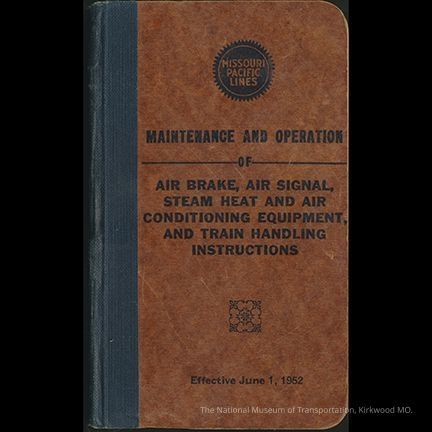 MISSOURI
PACIFIC
LINES
MAINTENANCE AND OPERATION
OF
AIR BRAKE, AIR SIGNAL,
STEAM HEAT AND AIR
CONDITIONING EQUIPMENT,
AND TRAIN HANDLING
INSTRUCTIONS
Effective June 1, 1952
The National Museum of Transportation, Kirkwood MO.